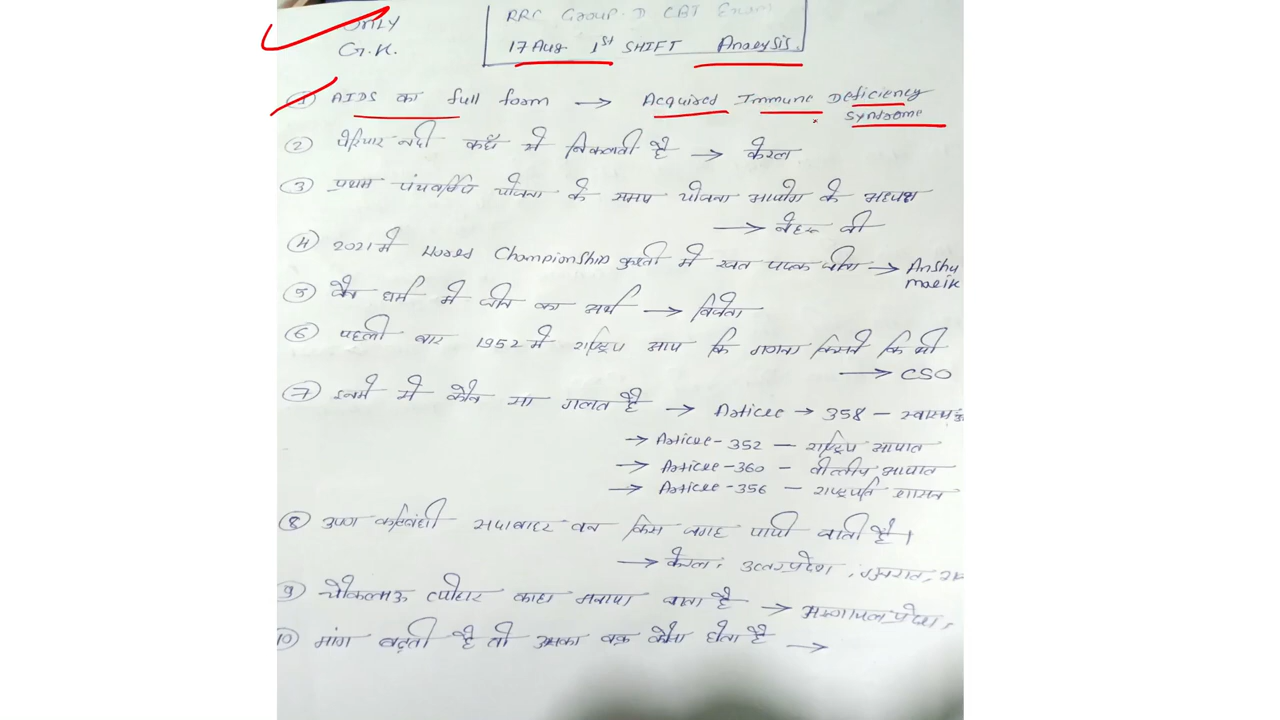 ONLY
G.K.
RRC Group-D CBT Exam
17 Aug 1st SHIFT Analysis.
① AIDS का full form → Acquired Immune Deficiency
Syndrome
② पेरियार नदी कहाँ से निकलती है → केरल
③ प्रथम पंचवर्षिय योजना के समय योजना आयोग के अध्यक्ष
→ नेहरू जी
④ 2021 में World Championship कुश्ती में रजत पदक जीता → Anshu
malik
⑤ जैन धर्म में जीन का अर्थ → विजेता
⑥ पहली बार 1952 में राष्ट्रिय आय कि गणना किसने कि थी
→ CSO
⑦ इनमें से कौन सा गलत है → Article → 358 –
→ Article - 352 – राष्ट्रिय आपात
→ Article - 360 – वित्तीय आपात
→ Article - 356 – राष्ट्रपति शासन
⑧ उष्ण कटिबंधी सदाबाहर वन किस जगह पायी जाती है।
→ केरल, उत्तरप्रदेश, गुजरात,
⑨ त्योहार कहा मनाया जाता है → अरूणाचल प्रदेश,
⑩ मांग बढ़ती है तो उसका वक्र कैसा होता है →